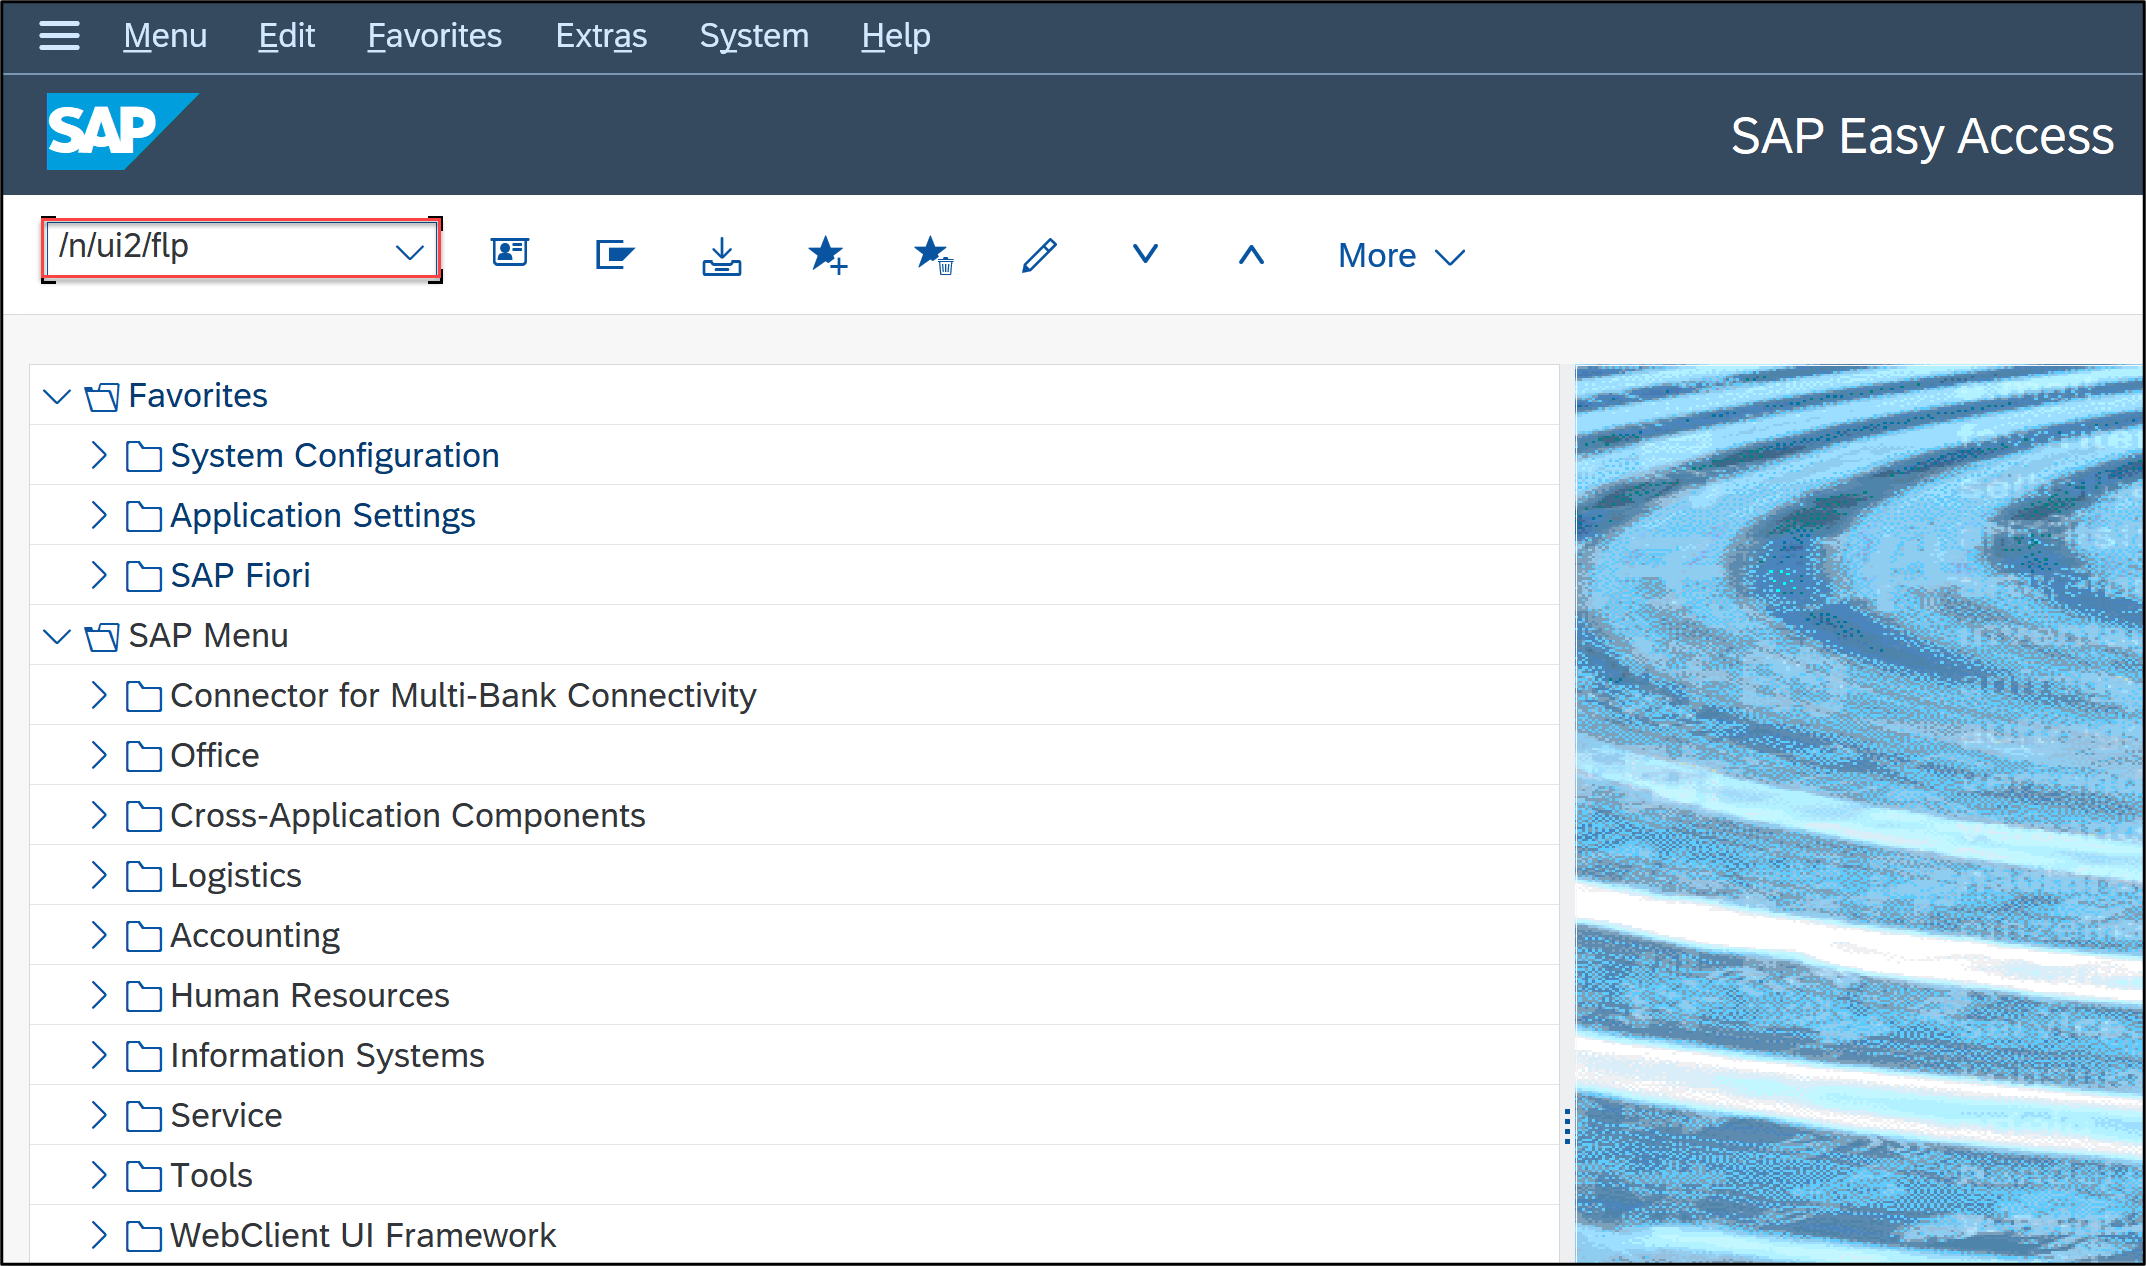 Menu Edit Favorites Extras System Help
SAP
SAP Easy Access
/n/ui2/flp
More
Favorites
System Configuration
Application Settings
SAP Fiori
SAP Menu
Connector for Multi-Bank Connectivity
Office
Cross-Application Components
Logistics
Accounting
Human Resources
Information Systems
Service
Tools
WebClient UI Framework